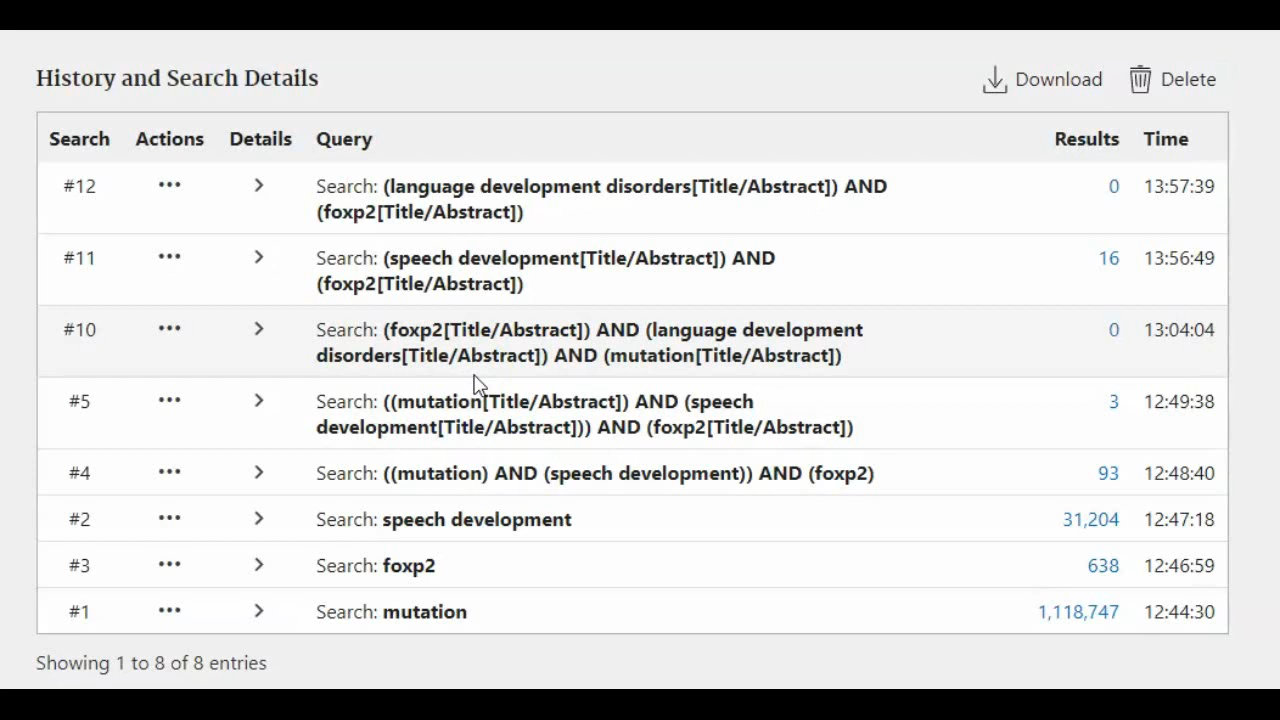 History and Search Details
Download
Delete
Search Actions Details Query Results Time
#12 ••• Search: (language development disorders[Title/Abstract]) AND 0 13:57:39
(foxp2[Title/Abstract])
#11 ••• Search: (speech development[Title/Abstract]) AND 16 13:56:49
(foxp2[Title/Abstract])
#10 ••• Search: (foxp2[Title/Abstract]) AND (language development 0 13:04:04
disorders[Title/Abstract]) AND (mutation[Title/Abstract])
#5 ••• Search: ((mutation[Title/Abstract]) AND (speech 3 12:49:38
development[Title/Abstract])) AND (foxp2[Title/Abstract])
#4 ••• Search: ((mutation) AND (speech development)) AND (foxp2) 93 12:48:40
#2 ••• Search: speech development 31,204 12:47:18
#3 ••• Search: foxp2 638 12:46:59
#1 ••• Search: mutation 1,118,747 12:44:30
Showing 1 to 8 of 8 entries